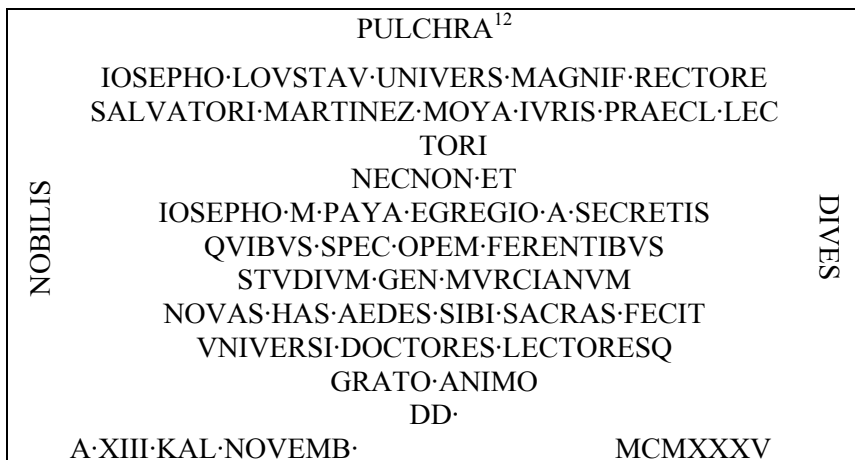 PULCHRA12
IOSEPHO·LOVSTAV·UNIVERS·MAGNIF·RECTORE
SALVATORI·MARTINEZ·MOYA·IVRIS·PRAECL·LEC
TORI
NECNON·ET
IOSEPHO·M·PAYA·EGREGIO·A·SECRETIS
QVIBVS·SPEC·OPEM·FERENTIBVS
STVDIVM·GEN·MVRCIANVM
NOVAS·HAS·AEDES·SIBI·SACRAS·FECIT
VNIVERSI·DOCTORES·LECTORESQ
GRATO·ANIMO
DD·
A·XIII·KAL·NOVEMB· MCMXXXV
NOBILIS
DIVES